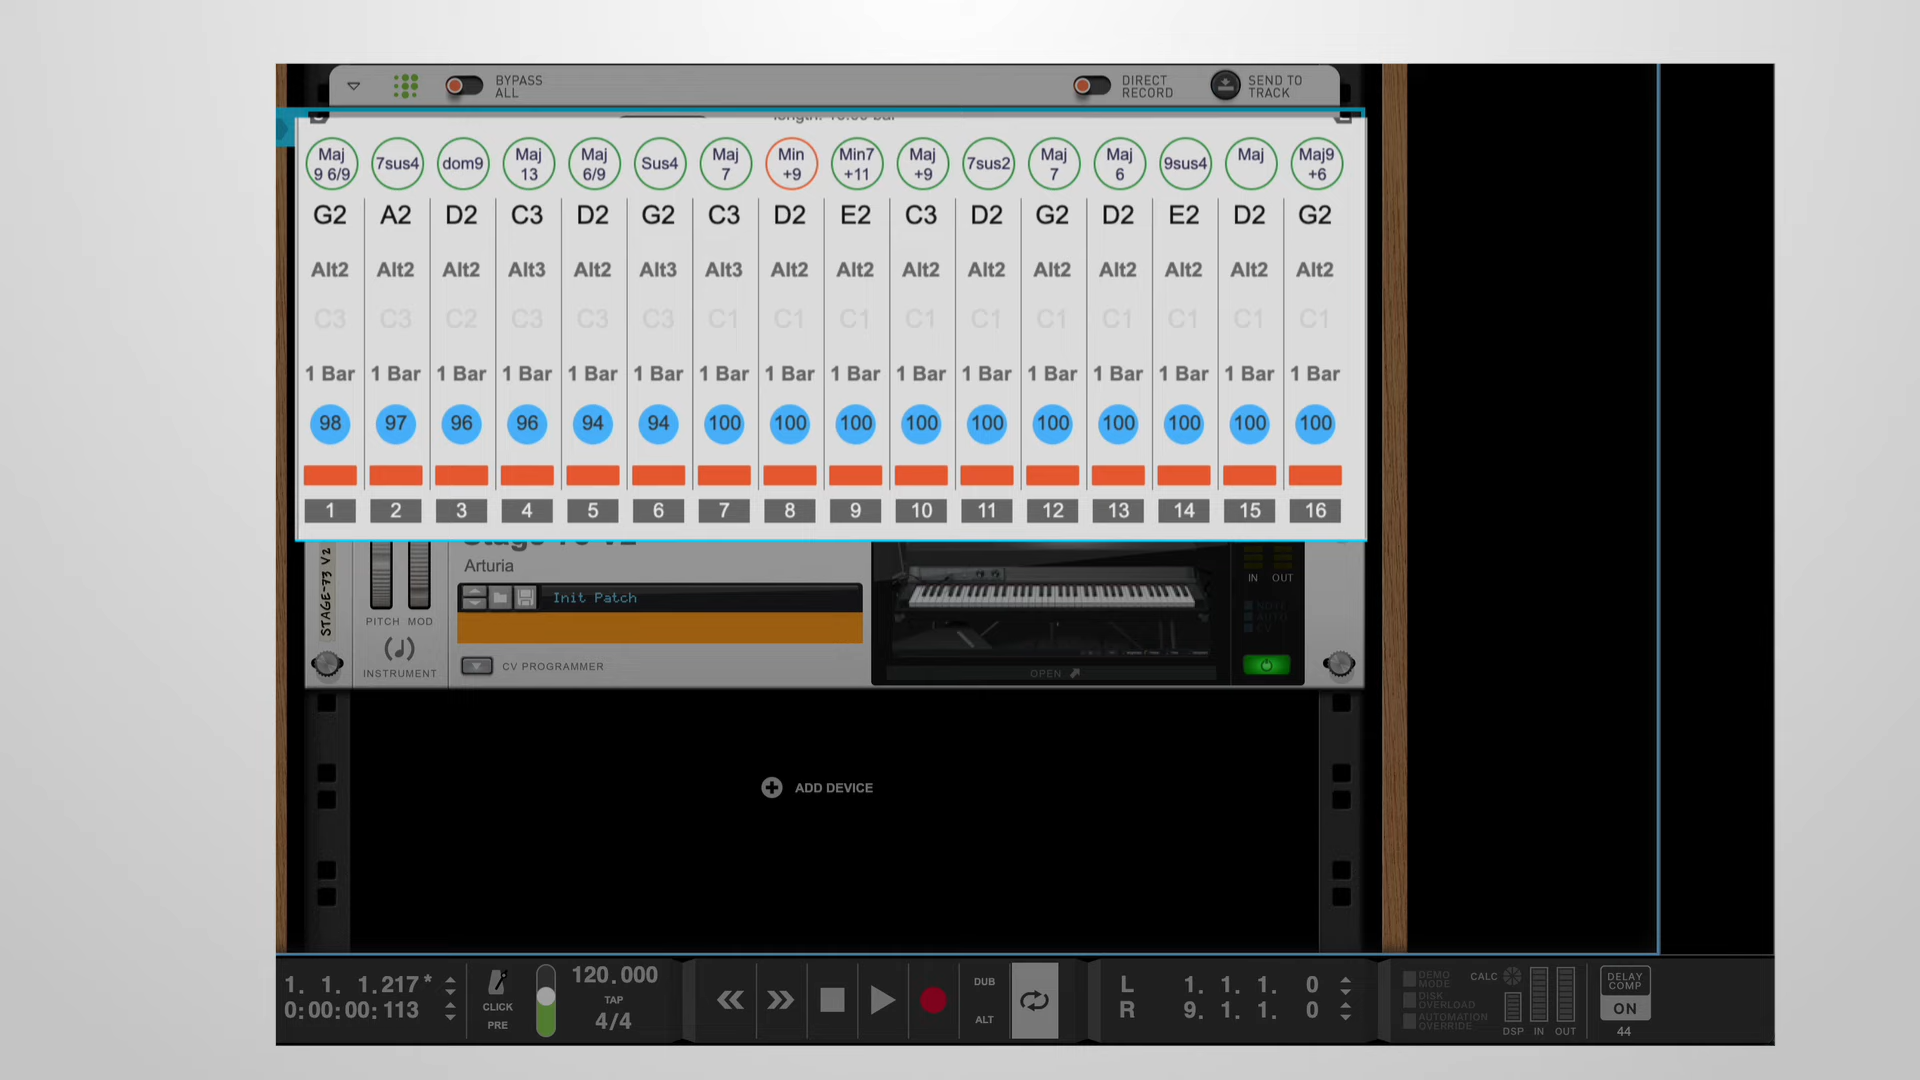 BYPASS
ALL
DIRECT
RECORD
SEND TO
TRACK
Maj
9 6/9
7sus4
dom9
Maj
13
Maj
6/9
Sus4
Maj
7
Min
+9
Min7
+11
Maj
+9
7sus2
Maj
7
Maj
6
9sus4
Maj
Maj9
+6
G2 A2 D2 C3 D2 G2 C3 D2 E2 C3 D2 G2 D2 E2 D2 G2
Alt2 Alt2 Alt2 Alt3 Alt2 Alt3 Alt3 Alt2 Alt2 Alt2 Alt2 Alt2 Alt2 Alt2 Alt2 Alt2
C3 C3 C2 C3 C3 C3 C1 C1 C1 C1 C1 C1 C1 C1 C1 C1
1 Bar 1 Bar 1 Bar 1 Bar 1 Bar 1 Bar 1 Bar 1 Bar 1 Bar 1 Bar 1 Bar 1 Bar 1 Bar 1 Bar 1 Bar 1 Bar
98 97 96 96 94 94 100 100 100 100 100 100 100 100 100 100
1 2 3 4 5 6 7 8 9 10 11 12 13 14 15 16
STAGE-73 V2
Arturia
Init Patch
PITCH MOD
INSTRUMENT
CV PROGRAMMER
OPEN
IN OUT
NOTE
AUTO
CV
ADD DEVICE
1. 1. 1.217 *
0:00:00:113
CLICK
PRE
120.000
TAP
4/4
DUB
ALT
L 1. 1. 1. 0
R 9. 1. 1. 0
DEMO
MODE
DISK
OVERLOAD
AUTOMATION
OVERRIDE
CALC
DSP IN OUT
DELAY
COMP
ON
44